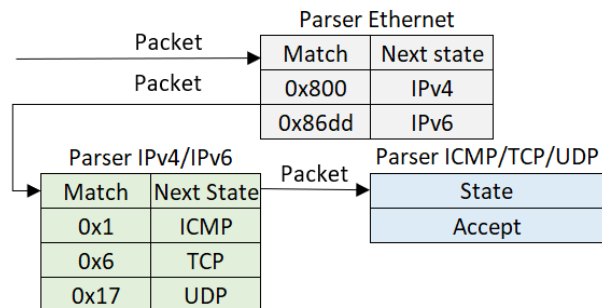 Parser Ethernet
Packet
Match Next state
Packet
0x800 IPv4
0x86dd IPv6
Parser IPv4/IPv6
Packet
Parser ICMP/TCP/UDP
Match Next State
State
0x1 ICMP
Accept
0x6 TCP
0x17 UDP